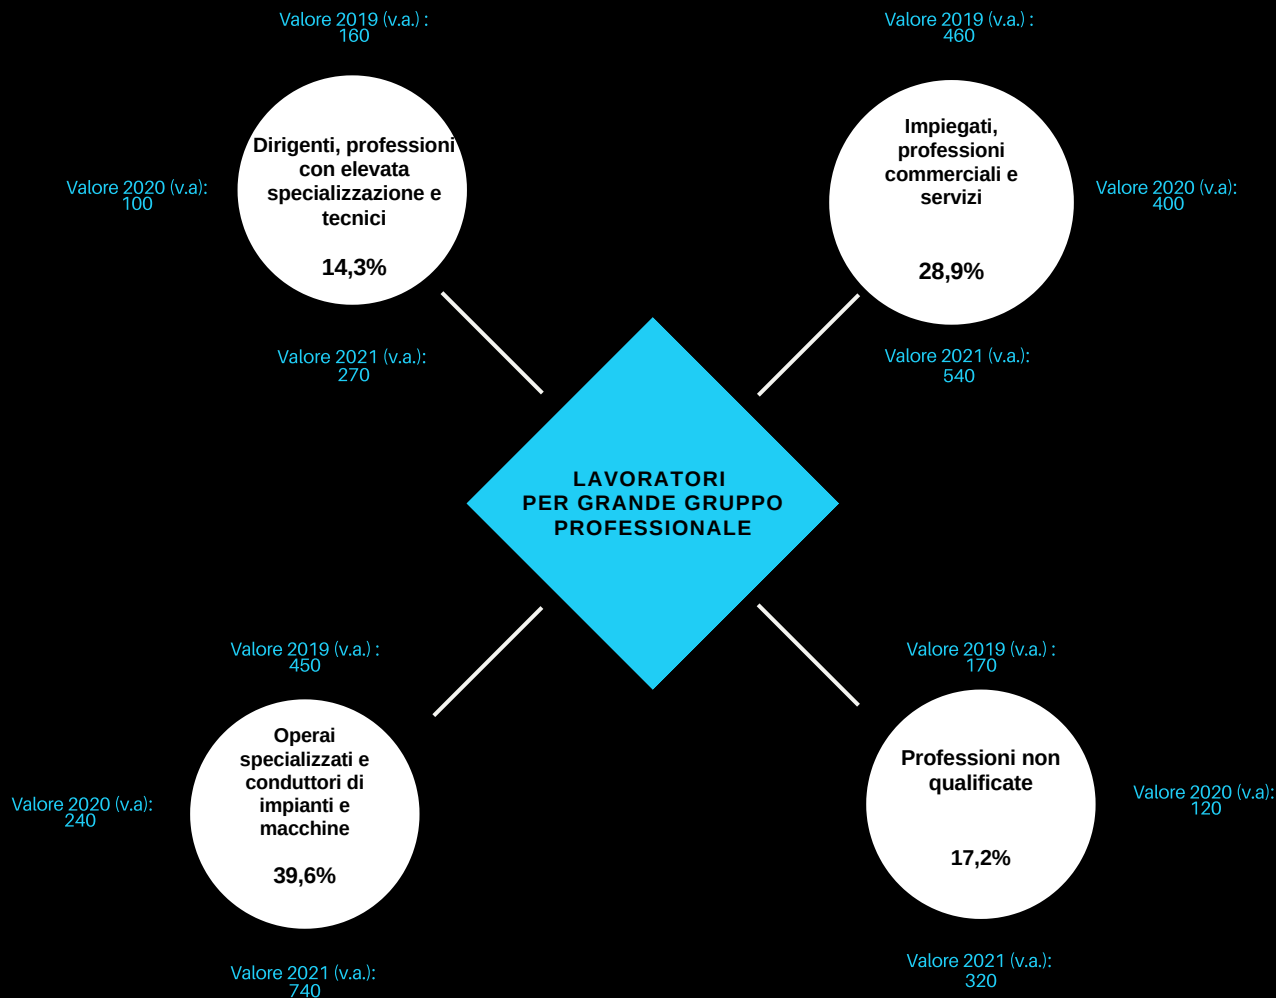 Valore 2019 (v.a.) :
160
Dirigenti, professioni
con elevata
specializzazione e
tecnici
14,3%
Valore 2020 (v.a):
100
Valore 2021 (v.a.):
270
Valore 2019 (v.a.) :
460
Impiegati,
professioni
commerciali e
servizi
28,9%
Valore 2020 (v.a):
400
Valore 2021 (v.a.):
540
LAVORATORI
PER GRANDE GRUPPO
PROFESSIONALE
Valore 2019 (v.a.) :
450
Operai
specializzati e
conduttori di
impianti e
macchine
39,6%
Valore 2020 (v.a):
240
Valore 2021 (v.a.):
740
Valore 2019 (v.a.) :
170
Professioni non
qualificate
17,2%
Valore 2020 (v.a):
120
Valore 2021 (v.a.):
320